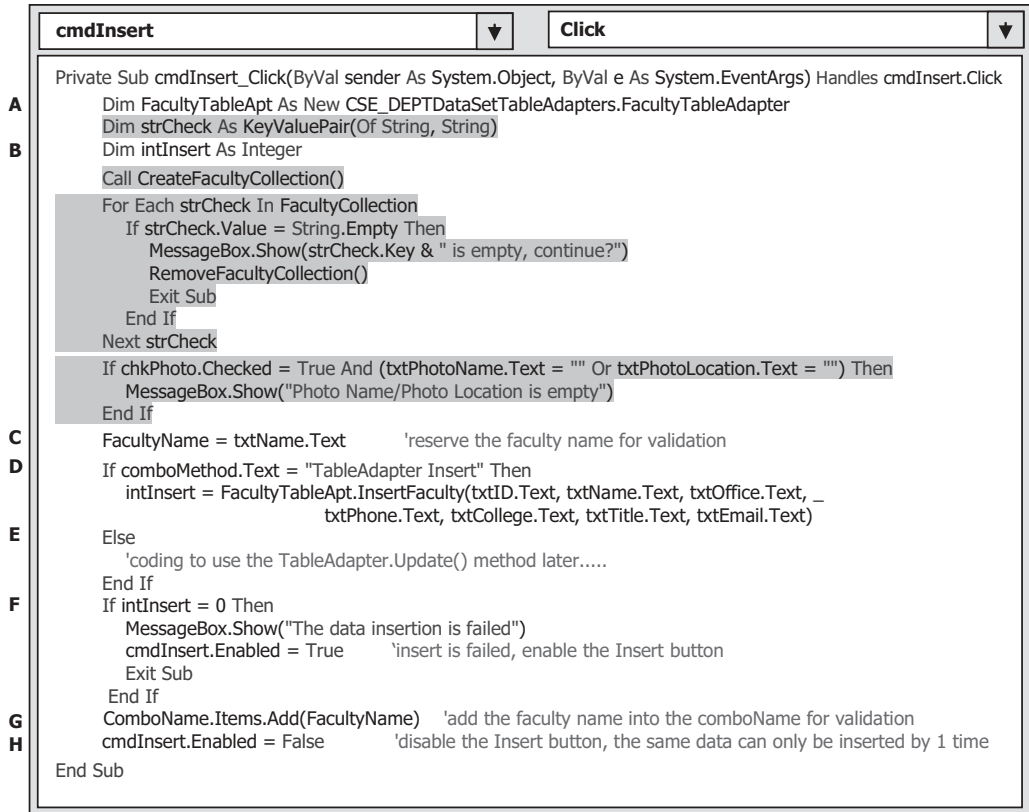 cmdInsert Click
Private Sub cmdInsert_Click(ByVal sender As System.Object, ByVal e As System.EventArgs) Handles cmdInsert.Click
A Dim FacultyTableApt As New CSE_DEPTDataSetTableAdapters.FacultyTableAdapter
Dim strCheck As KeyValuePair(Of String, String)
B Dim intInsert As Integer
Call CreateFacultyCollection()
For Each strCheck In FacultyCollection
If strCheck.Value = String.Empty Then
MessageBox.Show(strCheck.Key & " is empty, continue?")
RemoveFacultyCollection()
Exit Sub
End If
Next strCheck
If chkPhoto.Checked = True And (txtPhotoName.Text = "" Or txtPhotoLocation.Text = "") Then
MessageBox.Show("Photo Name/Photo Location is empty")
End If
C FacultyName = txtName.Text 'reserve the faculty name for validation
D If comboMethod.Text = "TableAdapter Insert" Then
intInsert = FacultyTableApt.InsertFaculty(txtID.Text, txtName.Text, txtOffice.Text, _
txtPhone.Text, txtCollege.Text, txtTitle.Text, txtEmail.Text)
E Else
'coding to use the TableAdapter.Update() method later.....
End If
F If intInsert = 0 Then
MessageBox.Show("The data insertion is failed")
cmdInsert.Enabled = True ‘insert is failed, enable the Insert button
Exit Sub
End If
G ComboName.Items.Add(FacultyName) 'add the faculty name into the comboName for validation
H cmdInsert.Enabled = False 'disable the Insert button, the same data can only be inserted by 1 time
End Sub